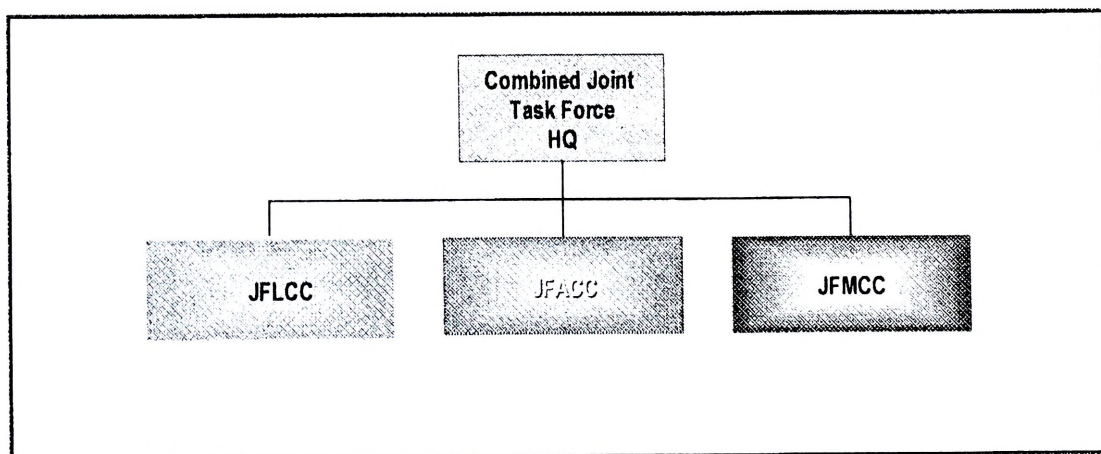 Combined Joint
Task Force
HQ
JFLCC
JFACC
JFMCC